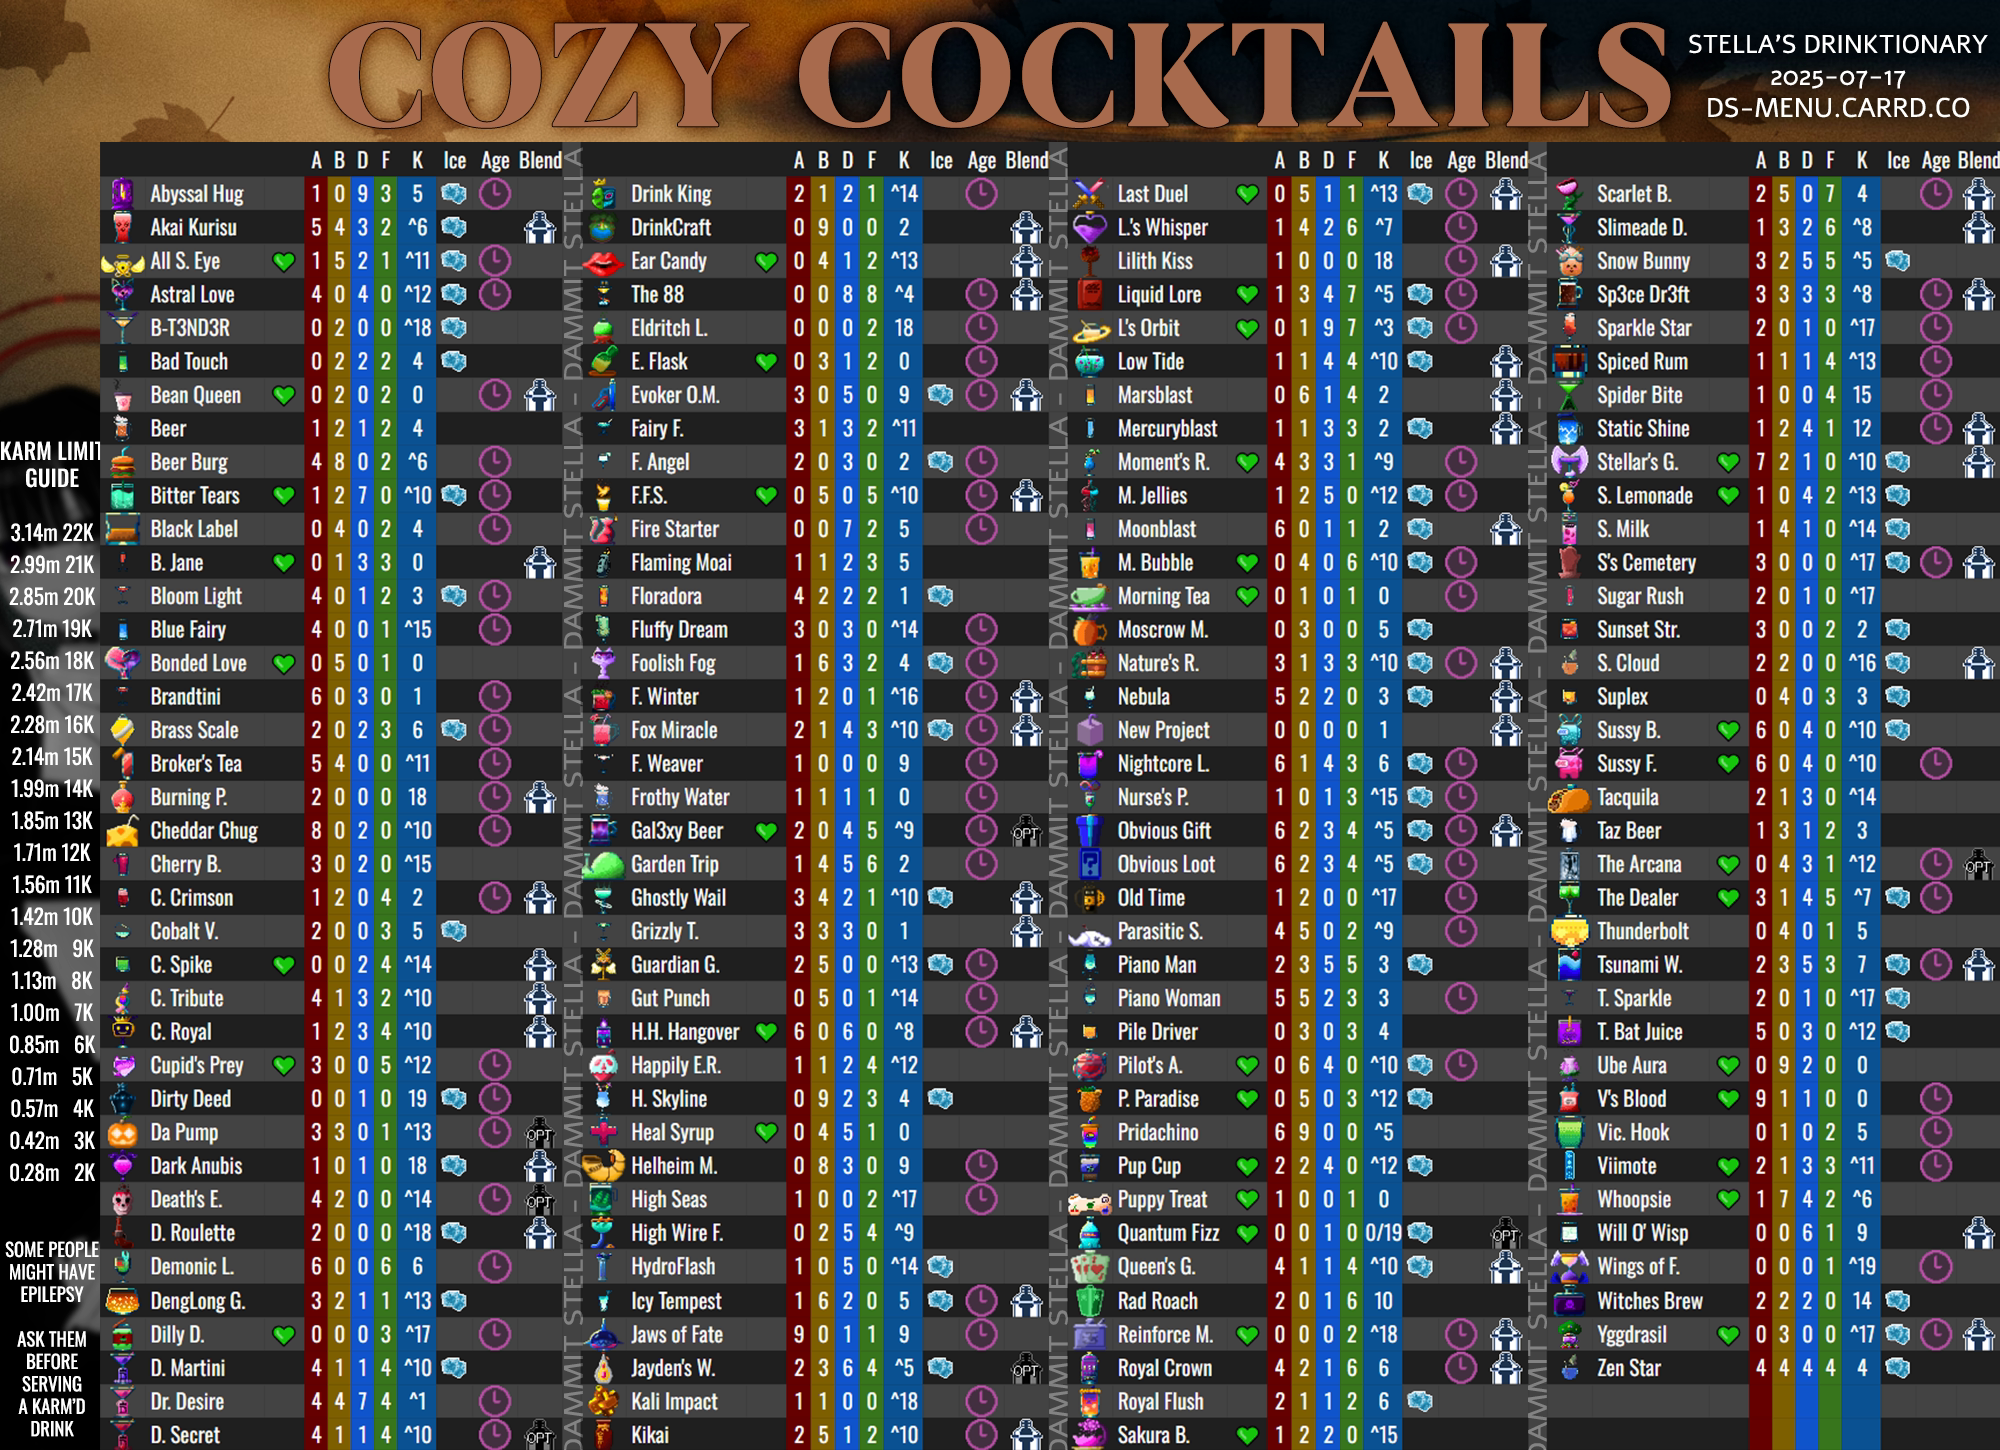 COZY COCKTAILS
STELLA'S DRINKTIONARY
2025-07-17
DS-MENU.CARRD.CO
KARM LIMIT
GUIDE
3.14m 22K
2.99m 21K
2.85m 20K
2.71m 19K
2.56m 18K
2.42m 17K
2.28m 16K
2.14m 15K
1.99m 14K
1.85m 13K
1.71m 12K
1.56m 11K
1.42m 10K
1.28m 9K
1.13m 8K
1.00m 7K
0.85m 6K
0.71m 5K
0.57m 4K
0.42m 3K
0.28m 2K
SOME PEOPLE
MIGHT HAVE
EPILEPSY
ASK THEM
BEFORE
SERVING
A KARM'D
DRINK
A B D F K Ice Age Blend
Abyssal Hug 1 0 9 3 5
Akai Kurisu 5 4 3 2 ^6
All S. Eye 1 5 2 1 ^11
Astral Love 4 0 4 0 ^12
B-T3ND3R 0 2 0 0 ^18
Bad Touch 0 2 2 2 4
Bean Queen 0 2 0 2 0
Beer 1 2 1 2 4
Beer Burg 4 8 0 2 ^6
Bitter Tears 1 2 7 0 ^10
Black Label 0 4 0 2 4
B. Jane 0 1 3 3 0
Bloom Light 4 0 1 2 3
Blue Fairy 4 0 0 1 ^15
Bonded Love 0 5 0 1 0
Brandtini 6 0 3 0 1
Brass Scale 2 0 2 3 6
Broker's Tea 5 4 0 0 ^11
Burning P. 2 0 0 0 18
Cheddar Chug 8 0 2 0 ^10
Cherry B. 3 0 2 0 ^15
C. Crimson 1 2 0 4 2
Cobalt V. 2 0 0 3 5
C. Spike 0 0 2 4 ^14
C. Tribute 4 1 3 2 ^10
C. Royal 1 2 3 4 ^10
Cupid's Prey 3 0 0 5 ^12
Dirty Deed 0 0 1 0 19
Da Pump 3 3 0 1 ^13 OPT
Dark Anubis 1 0 1 0 18
Death's E. 4 2 0 0 ^14 OPT
D. Roulette 2 0 0 0 ^18
Demonic L. 6 0 0 6 6
DengLong G. 3 2 1 1 ^13
Dilly D. 0 0 0 3 ^17
D. Martini 4 1 1 4 ^10
Dr. Desire 4 4 7 4 ^1
D. Secret 4 1 1 4 ^10 OPT
DAMMIT STELLA - DAMMIT STELLA - DAMMIT STELLA - DAMMIT STELLA
A B D F K Ice Age Blend
Drink King 2 1 2 1 ^14
DrinkCraft 0 9 0 0 2
Ear Candy 0 4 1 2 ^13
The 88 0 0 8 8 ^4
Eldritch L. 0 0 0 2 18
E. Flask 0 3 1 2 0
Evoker O.M. 3 0 5 0 9
Fairy F. 3 1 3 2 ^11
F. Angel 2 0 3 0 2
F.F.S. 0 5 0 5 ^10
Fire Starter 0 0 7 2 5
Flaming Moai 1 1 2 3 5
Floradora 4 2 2 2 1
Fluffy Dream 3 0 3 0 ^14
Foolish Fog 1 6 3 2 4
F. Winter 1 2 0 1 ^16
Fox Miracle 2 1 4 3 ^10
F. Weaver 1 0 0 0 9
Frothy Water 1 1 1 1 0
Gal3xy Beer 2 0 4 5 ^9 OPT
Garden Trip 1 4 5 6 2
Ghostly Wail 3 4 2 1 ^10
Grizzly T. 3 3 3 0 1
Guardian G. 2 5 0 0 ^13
Gut Punch 0 5 0 1 ^14
H.H. Hangover 6 0 6 0 ^8
Happily E.R. 1 1 2 4 ^12
H. Skyline 0 9 2 3 4
Heal Syrup 0 4 5 1 0
Helheim M. 0 8 3 0 9
High Seas 1 0 0 2 ^17
High Wire F. 0 2 5 4 ^9
HydroFlash 1 0 5 0 ^14
Icy Tempest 1 6 2 0 5
Jaws of Fate 9 0 1 1 9
Jayden's W. 2 3 6 4 ^5 OPT
Kali Impact 1 1 0 0 ^18
Kikai 2 5 1 2 ^10
DAMMIT STELLA - DAMMIT STELLA - DAMMIT STELLA - DAMMIT STELLA
A B D F K Ice Age Blend
Last Duel 0 5 1 1 ^13
L.'s Whisper 1 4 2 6 ^7
Lilith Kiss 1 0 0 0 18
Liquid Lore 1 3 4 7 ^5
L's Orbit 0 1 9 7 ^3
Low Tide 1 1 4 4 ^10
Marsblast 0 6 1 4 2
Mercuryblast 1 1 3 3 2
Moment's R. 4 3 3 1 ^9
M. Jellies 1 2 5 0 ^12
Moonblast 6 0 1 1 2
M. Bubble 0 4 0 6 ^10
Morning Tea 0 1 0 1 0
Moscrow M. 0 3 0 0 5
Nature's R. 3 1 3 3 ^10
Nebula 5 2 2 0 3
New Project 0 0 0 0 1
Nightcore L. 6 1 4 3 6
Nurse's P. 1 0 1 3 ^15
Obvious Gift 6 2 3 4 ^5
Obvious Loot 6 2 3 4 ^5
Old Time 1 2 0 0 ^17
Parasitic S. 4 5 0 2 ^9
Piano Man 2 3 5 5 3
Piano Woman 5 5 2 3 3
Pile Driver 0 3 0 3 4
Pilot's A. 0 6 4 0 ^10
P. Paradise 0 5 0 3 ^12
Pridachino 6 9 0 0 ^5
Pup Cup 2 2 4 0 ^12
Puppy Treat 1 0 0 1 0
Quantum Fizz 0 0 1 0 0/19 OPT
Queen's G. 4 1 1 4 ^10
Rad Roach 2 0 1 6 10
Reinforce M. 0 0 0 2 ^18
Royal Crown 4 2 1 6 6
Royal Flush 2 1 1 2 6
Sakura B. 1 2 2 0 ^15
DAMMIT STELLA - DAMMIT STELLA - DAMMIT STELLA - DAMMIT STELLA
A B D F K Ice Age Blend
Scarlet B. 2 5 0 7 4
Slimeade D. 1 3 2 6 ^8
Snow Bunny 3 2 5 5 ^5
Sp3ce Dr3ft 3 3 3 3 ^8
Sparkle Star 2 0 1 0 ^17
Spiced Rum 1 1 1 4 ^13
Spider Bite 1 0 0 4 15
Static Shine 1 2 4 1 12
Stellar's G. 7 2 1 0 ^10
S. Lemonade 1 0 4 2 ^13
S. Milk 1 4 1 0 ^14
S's Cemetery 3 0 0 0 ^17
Sugar Rush 2 0 1 0 ^17
Sunset Str. 3 0 0 2 2
S. Cloud 2 2 0 0 ^16
Suplex 0 4 0 3 3
Sussy B. 6 0 4 0 ^10
Sussy F. 6 0 4 0 ^10
Tacquila 2 1 3 0 ^14
Taz Beer 1 3 1 2 3
The Arcana 0 4 3 1 ^12 OPT
The Dealer 3 1 4 5 ^7
Thunderbolt 0 4 0 1 5
Tsunami W. 2 3 5 3 7
T. Sparkle 2 0 1 0 ^17
T. Bat Juice 5 0 3 0 ^12
Ube Aura 0 9 2 0 0
V's Blood 9 1 1 0 0
Vic. Hook 0 1 0 2 5
Viimote 2 1 3 3 ^11
Whoopsie 1 7 4 2 ^6
Will O' Wisp 0 0 6 1 9
Wings of F. 0 0 0 1 ^19
Witches Brew 2 2 2 0 14
Yggdrasil 0 3 0 0 ^17
Zen Star 4 4 4 4 4